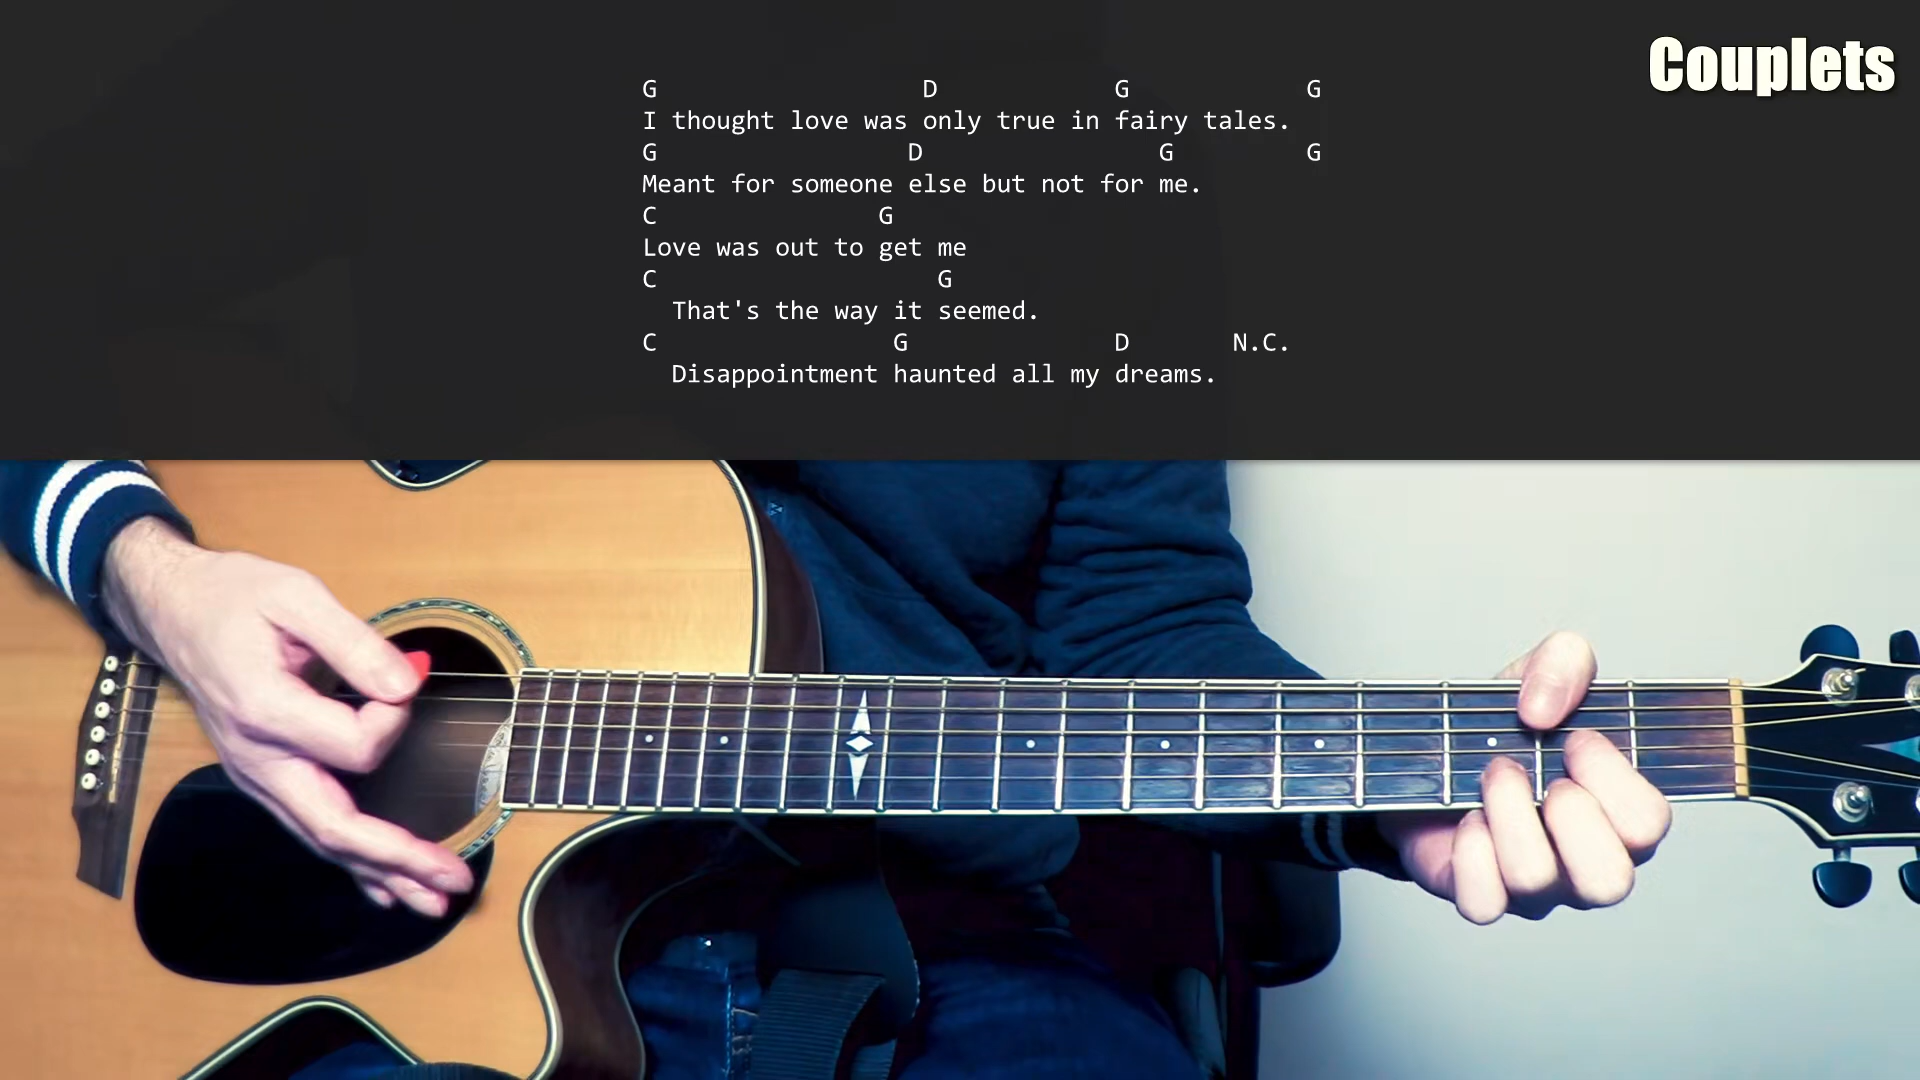 Couplets
G                  D            G            G
I thought love was only true in fairy tales.
G                 D                G         G
Meant for someone else but not for me.
C               G
Love was out to get me
C                   G
  That's the way it seemed.
C                G              D       N.C.
  Disappointment haunted all my dreams.